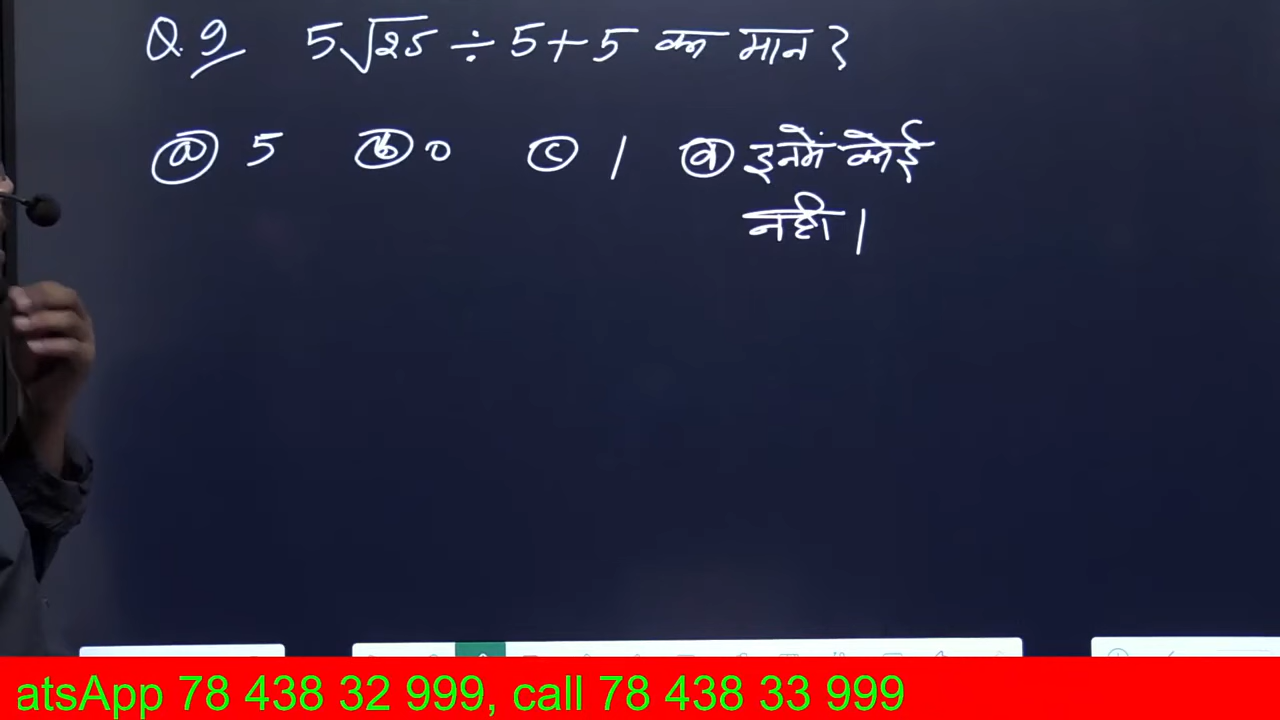 Q.9 5√25 ÷ 5 + 5 का मान ?
(a) 5 (b) 0 (c) 1 (d) इनमें कोई
नही।
atsApp 78 438 32 999, call 78 438 33 999